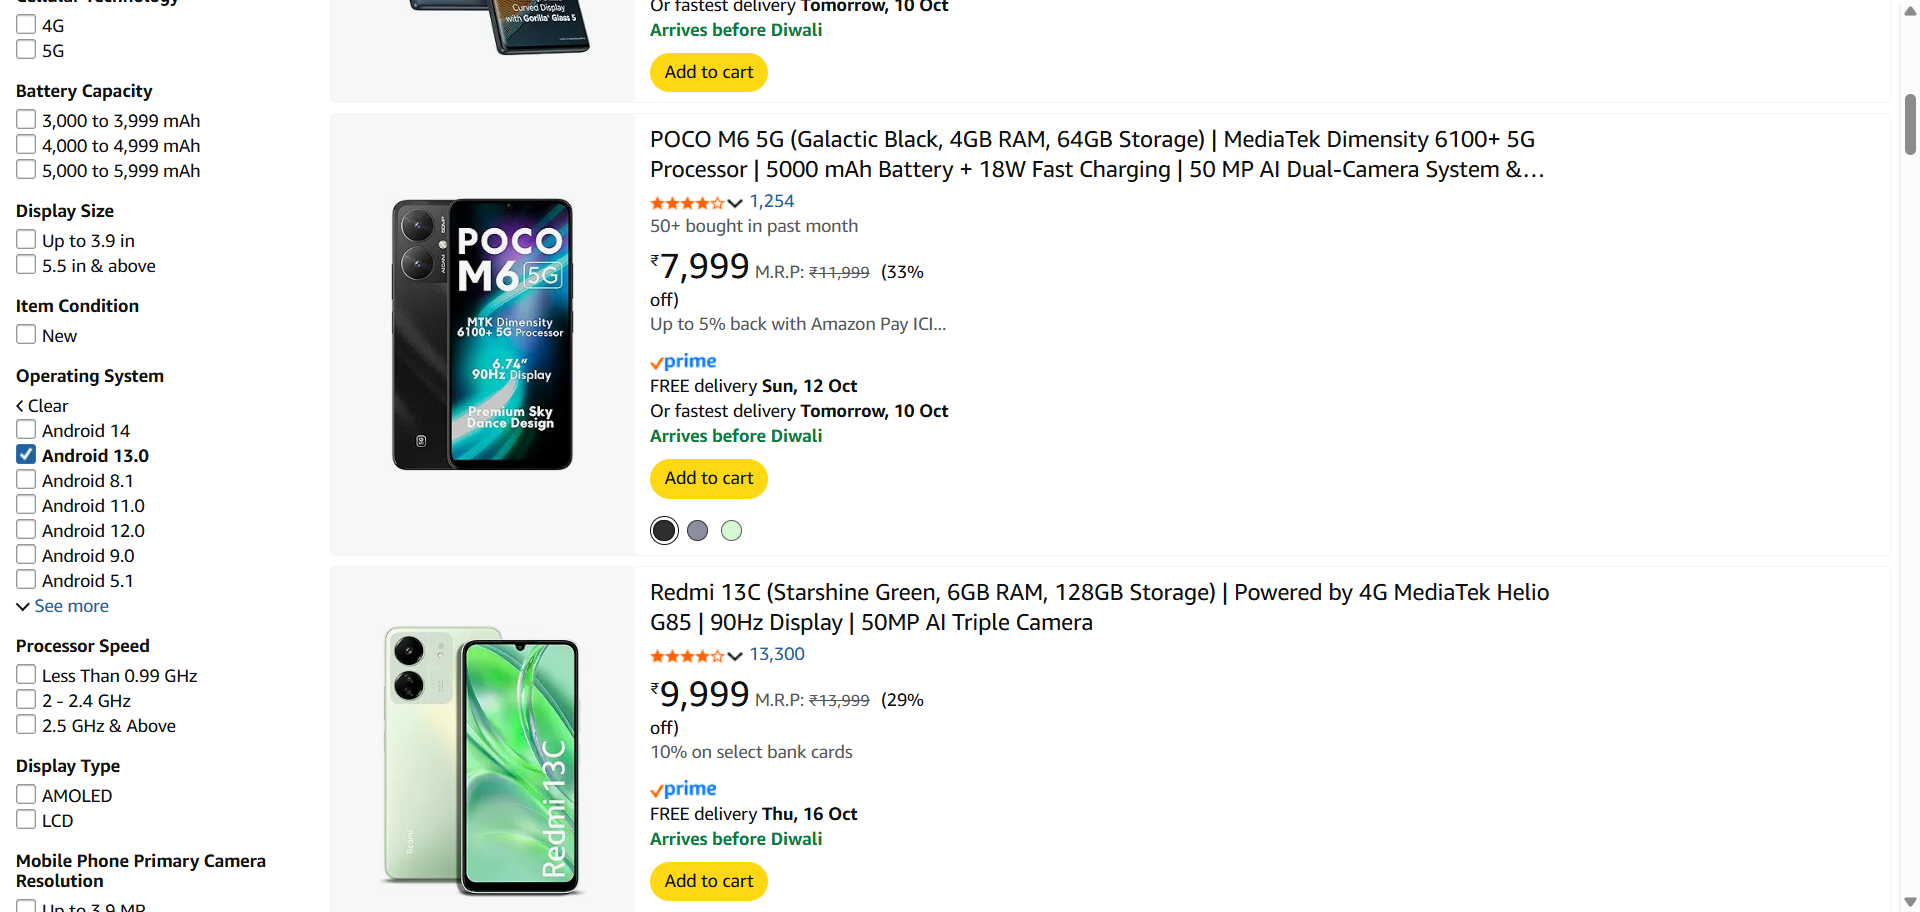 4G
5G
Battery Capacity
3,000 to 3,999 mAh
4,000 to 4,999 mAh
5,000 to 5,999 mAh
Display Size
Up to 3.9 in
5.5 in & above
Item Condition
New
Operating System
Clear
Android 14
Android 13.0
Android 8.1
Android 11.0
Android 12.0
Android 9.0
Android 5.1
See more
Processor Speed
Less Than 0.99 GHz
2 - 2.4 GHz
2.5 GHz & Above
Display Type
AMOLED
LCD
Mobile Phone Primary Camera
Resolution
Up to 3.9 MP
Curved Display
with Gorilla® Glass 5
Or fastest delivery Tomorrow, 10 Oct
Arrives before Diwali
Add to cart
POCO
M6 5G
MTK Dimensity
6100+ 5G Processor
6.74”
90Hz Display
Premium Sky
Dance Design
POCO M6 5G (Galactic Black, 4GB RAM, 64GB Storage) | MediaTek Dimensity 6100+ 5G
Processor | 5000 mAh Battery + 18W Fast Charging | 50 MP AI Dual-Camera System &…
1,254
50+ bought in past month
₹7,999 M.R.P: ₹11,999 (33%
off)
Up to 5% back with Amazon Pay ICI…
prime
FREE delivery Sun, 12 Oct
Or fastest delivery Tomorrow, 10 Oct
Arrives before Diwali
Add to cart
Redmi
Redmi 13C
Redmi 13C (Starshine Green, 6GB RAM, 128GB Storage) | Powered by 4G MediaTek Helio
G85 | 90Hz Display | 50MP AI Triple Camera
13,300
₹9,999 M.R.P: ₹13,999 (29%
off)
10% on select bank cards
prime
FREE delivery Thu, 16 Oct
Arrives before Diwali
Add to cart